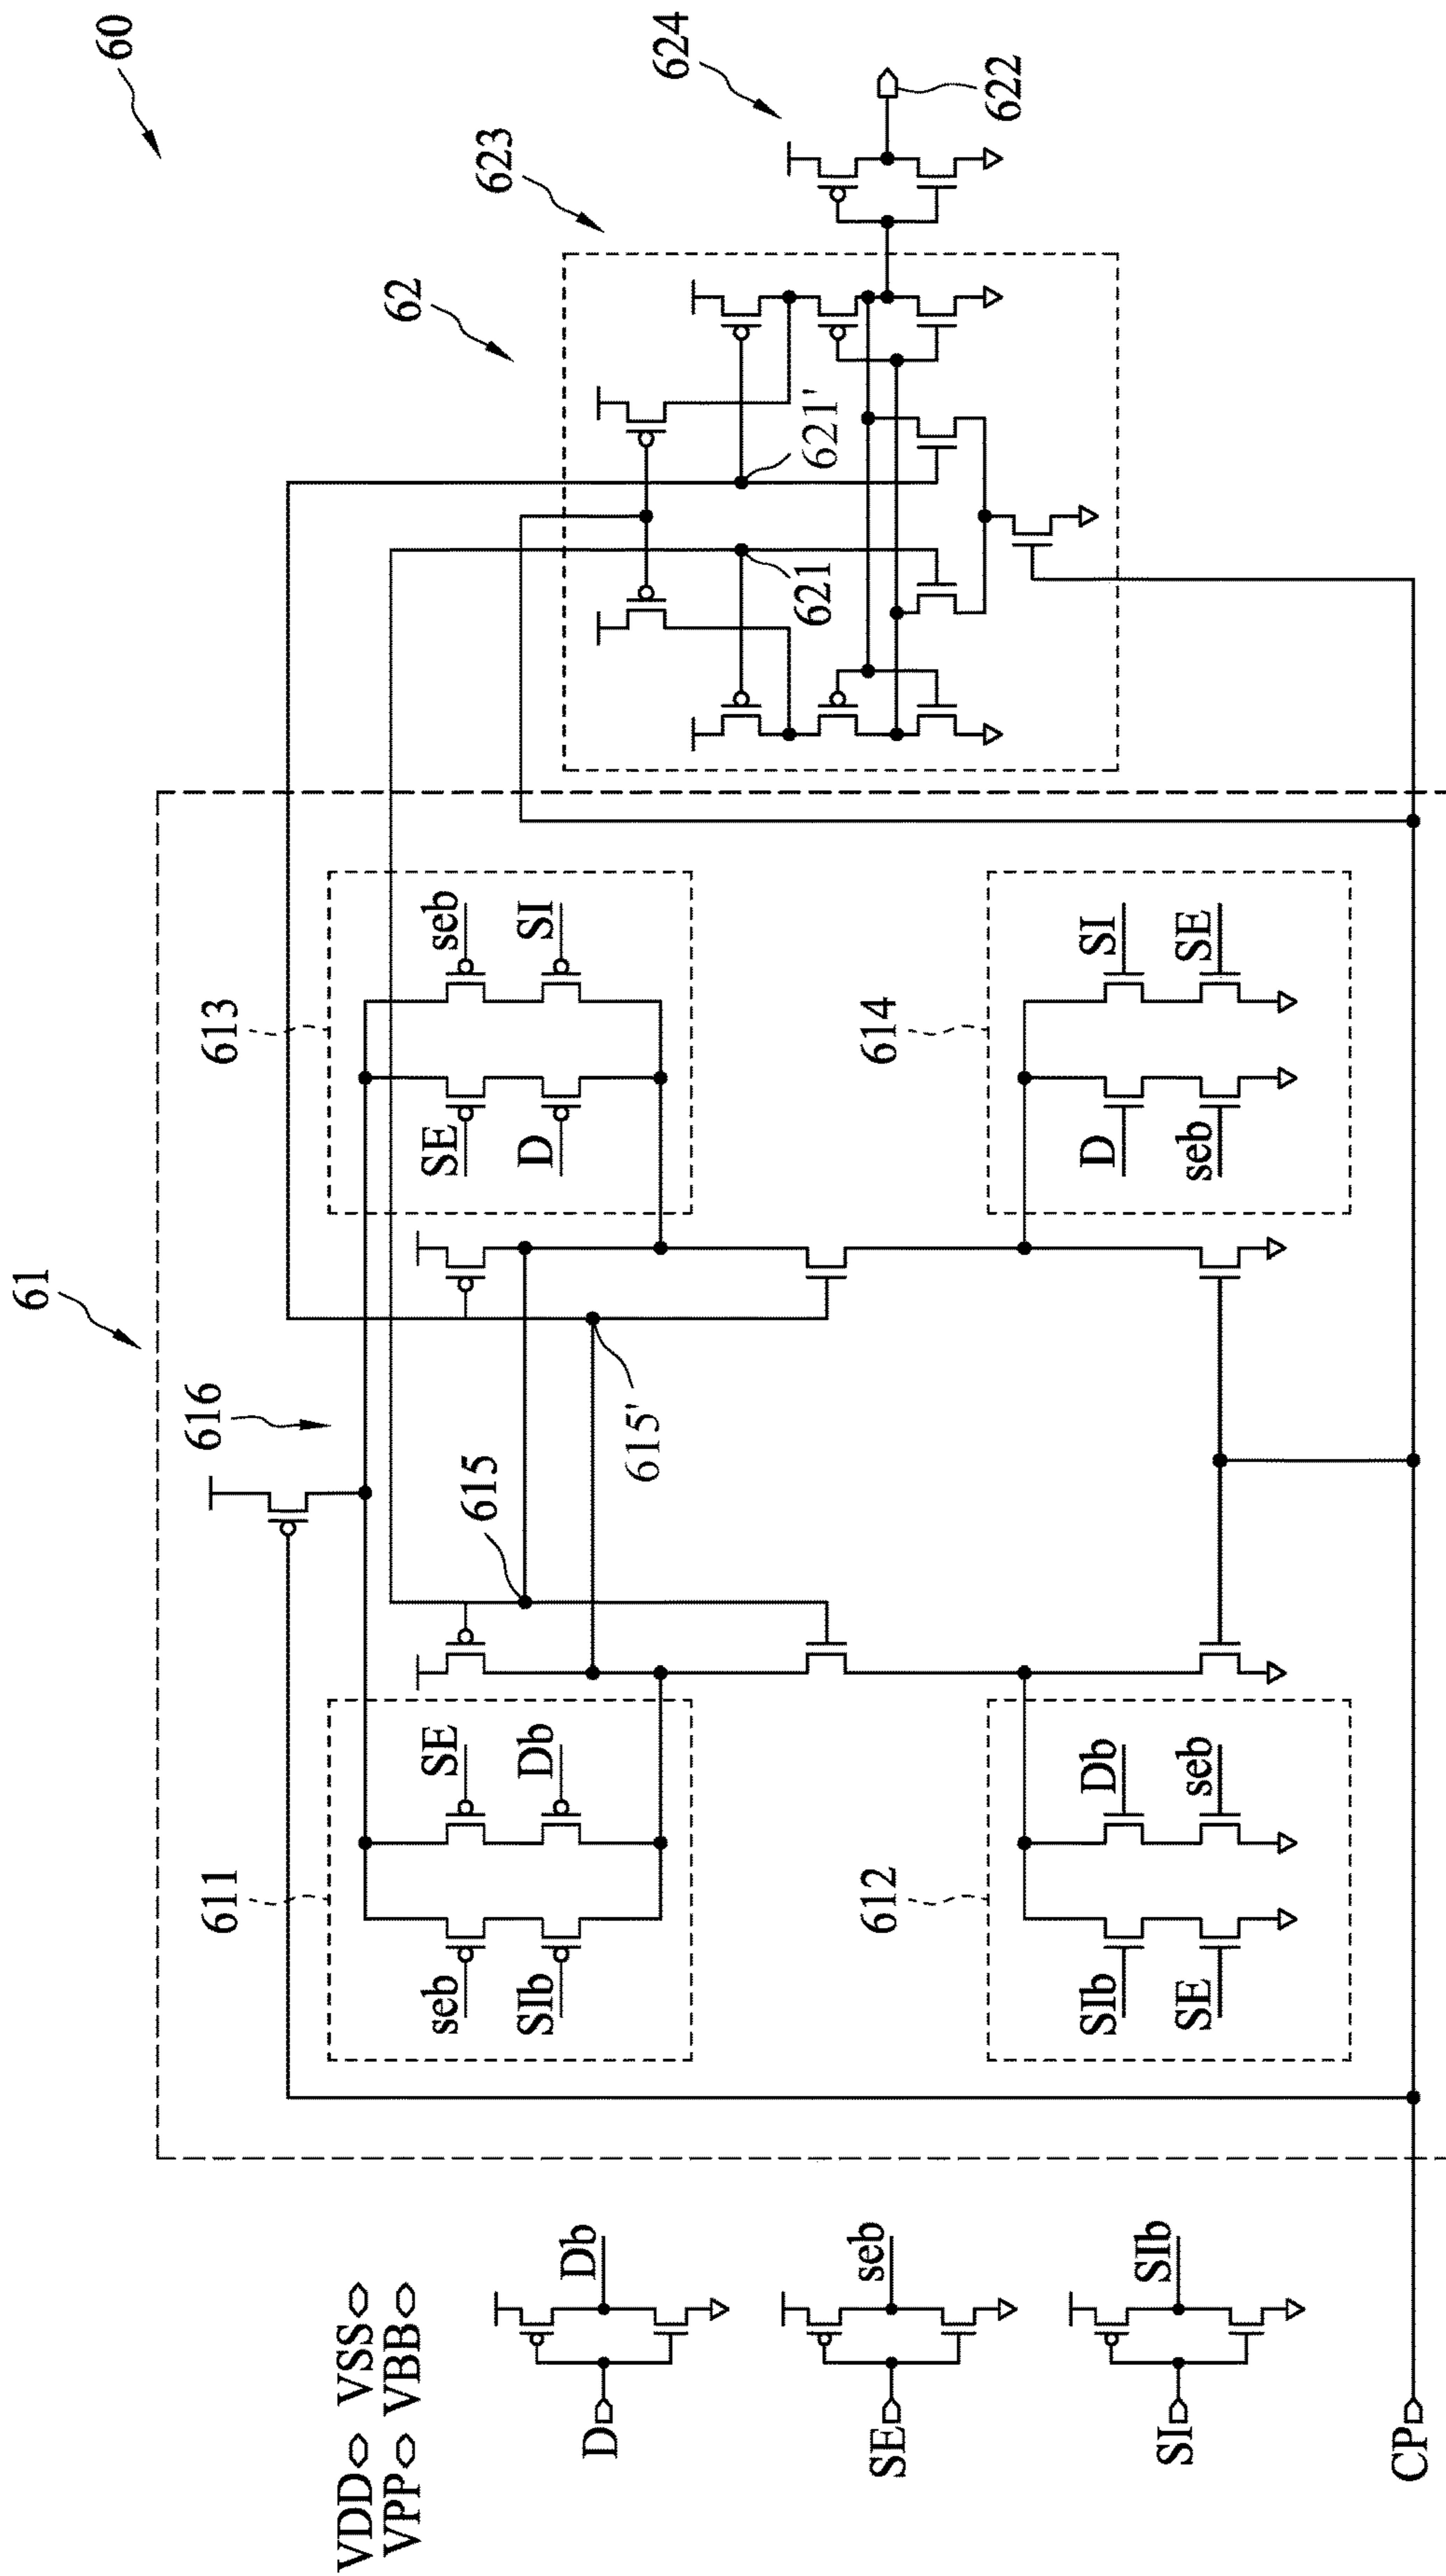 60
61
616
611
613
VDD VSS
VPP VBB
62
seb
SE
SE
seb
615
623
SIb
Db
D
SI
D
Db
615'
624
621
621'
612
614
SE
seb
622
SIb
Db
D
SI
SI
SIb
SE
seb
seb
SE
CP